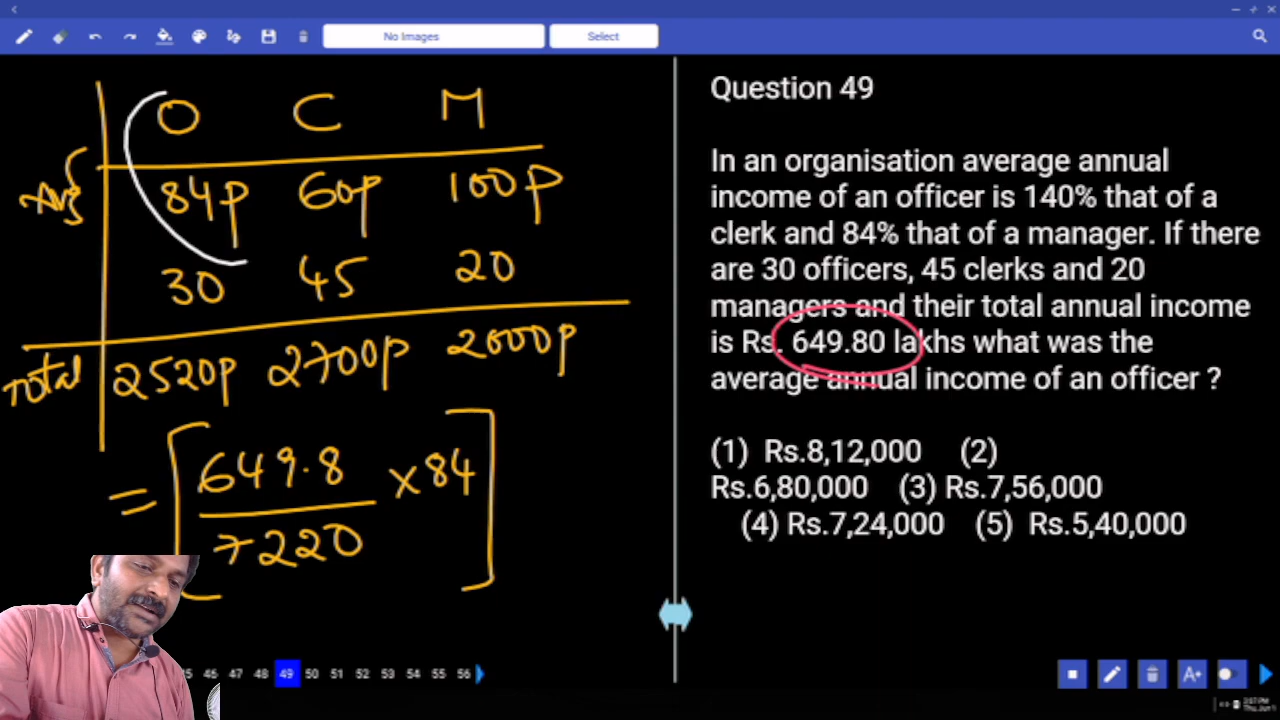 No Images
Select
O C M
Avg 84p 60p 100p
30 45 20
Total 2520p 2700p 2000p
= [ 649.8 / 7220 × 84 ]
Question 49
In an organisation average annual
income of an officer is 140% that of a
clerk and 84% that of a manager. If there
are 30 officers, 45 clerks and 20
managers and their total annual income
is Rs. 649.80 lakhs what was the
average annual income of an officer ?
(1) Rs.8,12,000 (2)
Rs.6,80,000 (3) Rs.7,56,000
(4) Rs.7,24,000 (5) Rs.5,40,000
46 47 48 49 50 51 52 53 54 55 56
A+